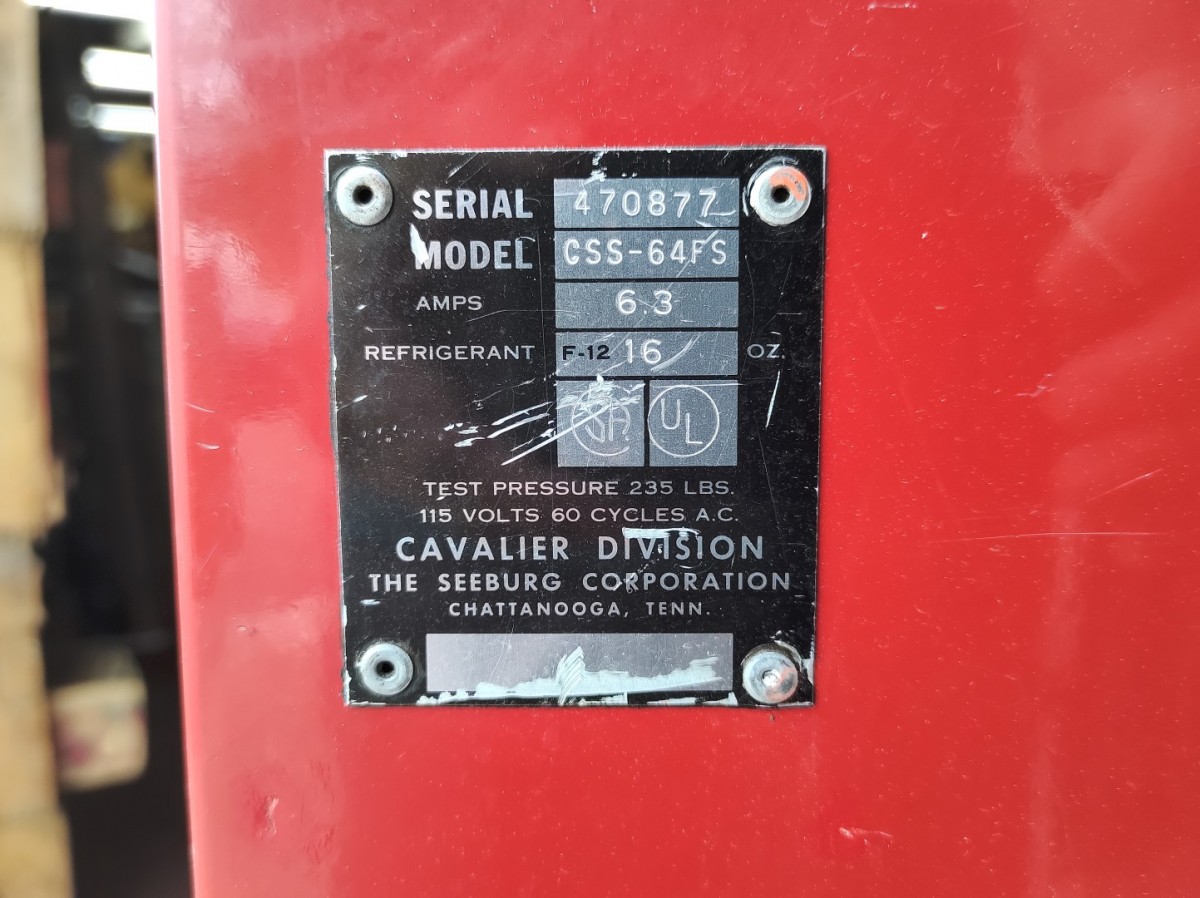 SERIAL 470877
MODEL CSS-64FS
AMPS 6.3
REFRIGERANT F-12 16 OZ.
UL
TEST PRESSURE 235 LBS.
115 VOLTS 60 CYCLES A.C.
CAVALIER DIVISION
THE SEEBURG CORPORATION
CHATTANOOGA, TENN.